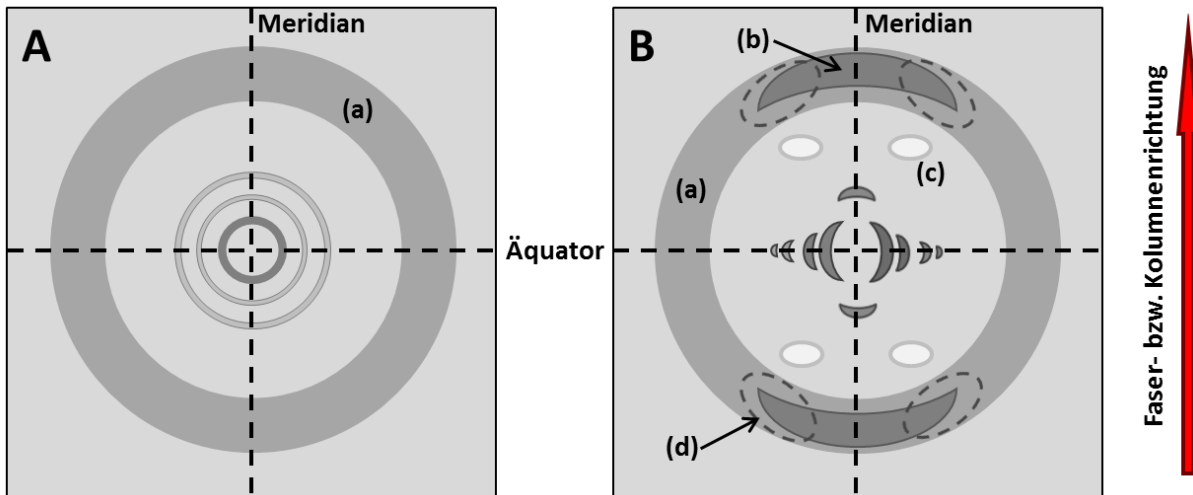 A
Meridian
(a)
Äquator
B
Meridian
(b)
(a)
(c)
(d)
Faser- bzw. Kolumnenrichtung